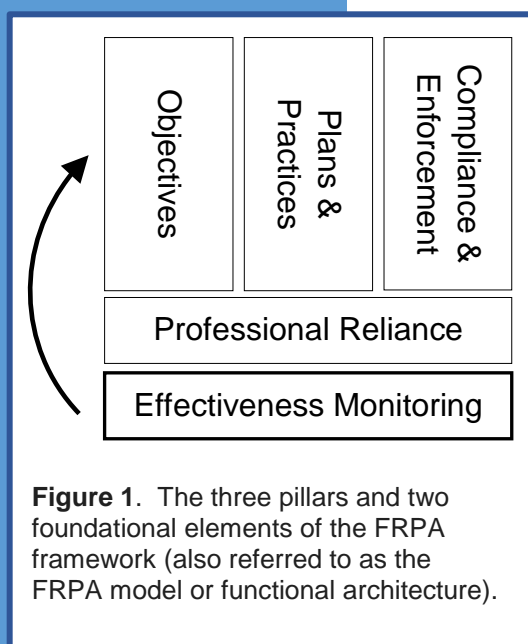 Objectives
Plans &
Practices
Compliance &
Enforcement
Professional Reliance
Effectiveness Monitoring
Figure 1.  The three pillars and two
foundational elements of the FRPA
framework (also referred to as the
FRPA model or functional architecture).